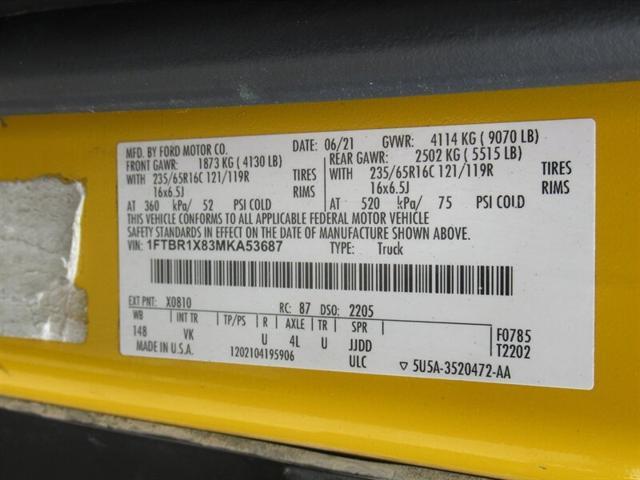 MFD. BY FORD MOTOR CO. DATE: 06/21 GVWR: 4114 KG ( 9070 LB)
FRONT GAWR: 1873 KG ( 4130 LB) REAR GAWR: 2502 KG ( 5515 LB)
WITH 235/65R16C 121/119R TIRES WITH 235/65R16C 121/119R TIRES
16x6.5J RIMS 16x6.5J RIMS
AT 360 kPa/ 52 PSI COLD AT 520 kPa/ 75 PSI COLD
THIS VEHICLE CONFORMS TO ALL APPLICABLE FEDERAL MOTOR VEHICLE
SAFETY STANDARDS IN EFFECT ON THE DATE OF MANUFACTURE SHOWN ABOVE.
VIN: 1FTBR1X83MKA53687 TYPE: Truck
EXT PNT: X0810 RC: 87 DSO: 2205
WB INT TR TP/PS R AXLE TR SPR F0785
148 VK U 4L U JJDD T2202
MADE IN U.S.A. 1202104195906 ULC ▽ 5U5A-3520472-AA